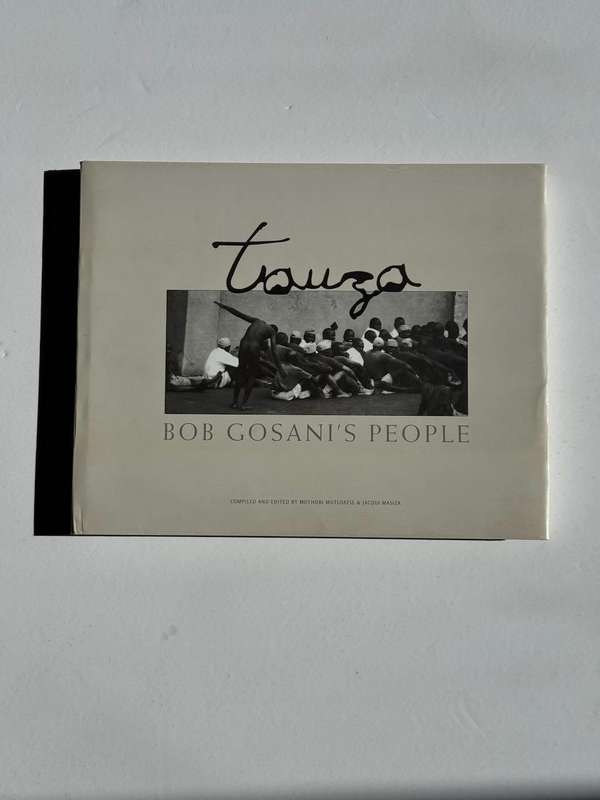 tauza
BOB GOSANI'S PEOPLE
COMPILED AND EDITED BY MOTHOBI MUTLOATSE & JACQUI MASIZA